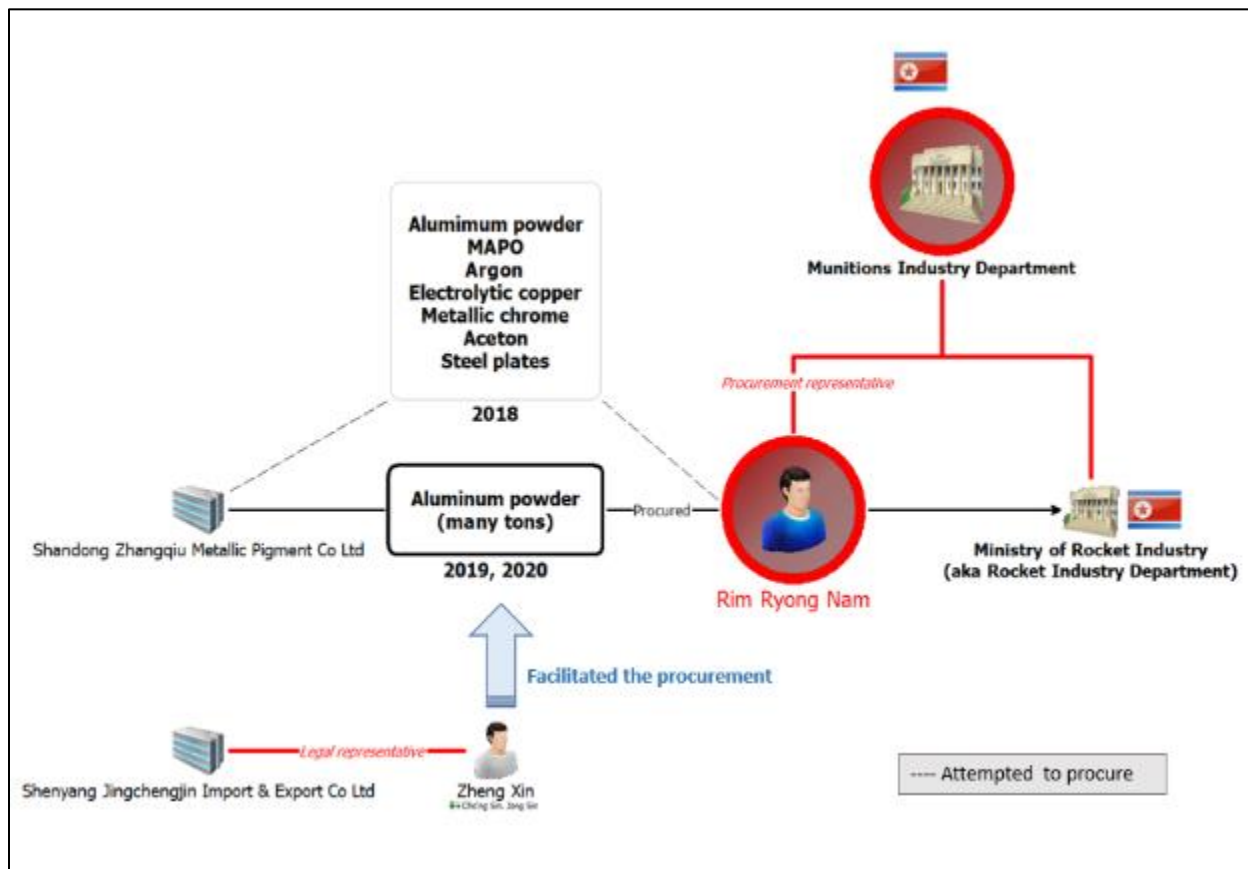 Alumimum powder
MAPO
Argon
Electrolytic copper
Metallic chrome
Aceton
Steel plates
2018
Munitions Industry Department
Procurement representative
Shandong Zhangqiu Metallic Pigment Co Ltd
Aluminum powder
(many tons)
2019, 2020
Procured
Rim Ryong Nam
Ministry of Rocket Industry
(aka Rocket Industry Department)
Facilitated the procurement
Legal representative
Shenyang Jingchengjin Import & Export Co Ltd
Zheng Xin
---- Attempted to procure